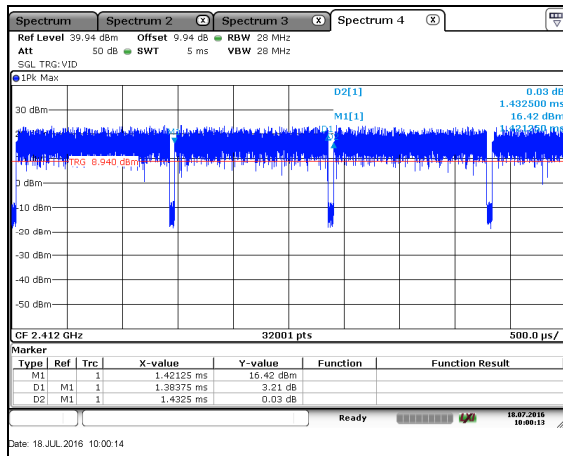 Spectrum Spectrum 2 X Spectrum 3 X Spectrum 4 X
Ref Level 39.94 dBm Offset 9.94 dB RBW 28 MHz
Att 50 dB SWT 5 ms VBW 28 MHz
SGL TRG: VID
1Pk Max
D2[1] 0.03 dB
1.432500 ms
30 dBm
M1[1] 16.42 dBm
1.421250 ms
TRG 8.940 dBm
0 dBm
-10 dBm
-20 dBm
-30 dBm
-40 dBm
-50 dBm
CF 2.412 GHz 32001 pts 500.0 µs/
Marker
Type Ref Trc X-value Y-value Function Function Result
M1 1 1.42125 ms 16.42 dBm
D1 M1 1 1.38375 ms 3.21 dB
D2 M1 1 1.4325 ms 0.03 dB
Ready 18.07.2016
10:00:13
Date: 18.JUL.2016 10:00:14